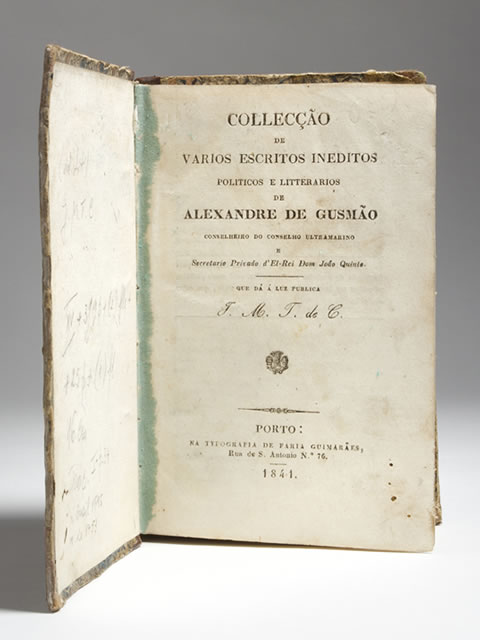 COLLECÇÃO
DE
VARIOS ESCRITOS INEDITOS
POLITICOS E LITTERARIOS
DE
ALEXANDRE DE GUSMÃO
CONSELHEIRO DO CONSELHO ULTRAMARINO
E
Secretario Privado d'El-Rei Dom João Quinto.
QUE DÁ Á LUZ PUBLICA
J. M. T. de C.
PORTO:
NA TYPOGRAFIA DE FARIA GUIMARÃES,
Rua de S. Antonio N.º 76.
1841.